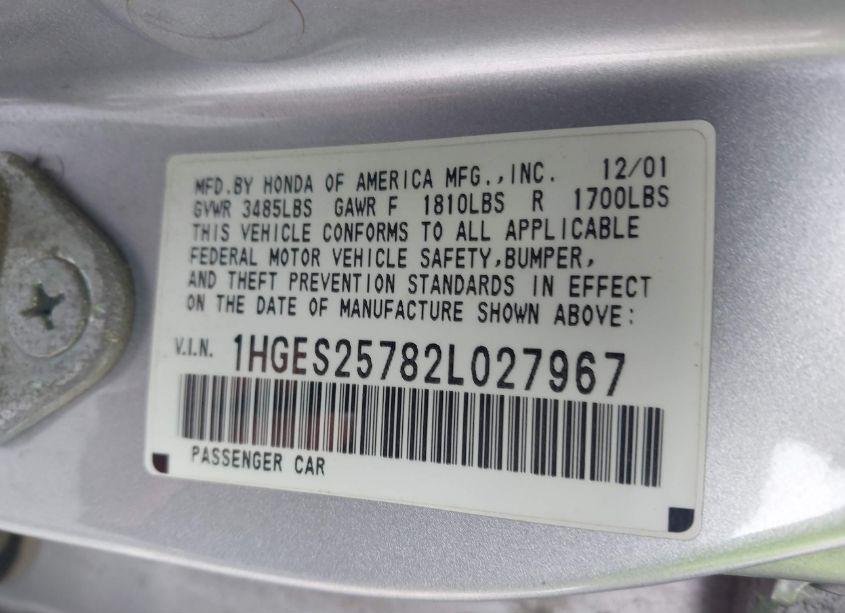 MFD.BY HONDA OF AMERICA MFG.,INC. 12/01
GVWR 3485LBS GAWR F 1810LBS R 1700LBS
THIS VEHICLE CONFORMS TO ALL APPLICABLE
FEDERAL MOTOR VEHICLE SAFETY,BUMPER,
AND THEFT PREVENTION STANDARDS IN EFFECT
ON THE DATE OF MANUFACTURE SHOWN ABOVE:
V.I.N. 1HGES25782L027967
PASSENGER CAR